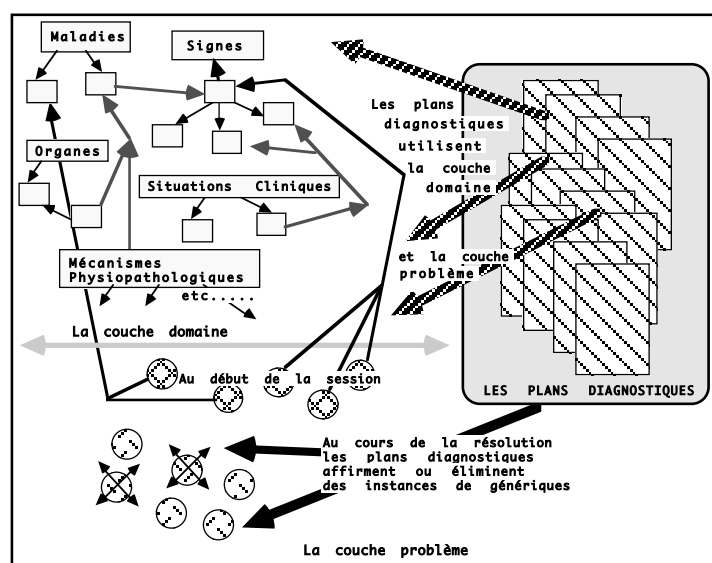 Maladies
Signes
Organes
Situations Cliniques
Mécanismes
Physiopathologiques
etc.....
La couche domaine
Les plans
diagnostiques
utilisent
la couche
domaine
et la couche
problème
LES PLANS DIAGNOSTIQUES
Au début de la session
Au cours de la résolution
les plans diagnostiques
affirment ou éliminent
des instances de génériques
La couche problème